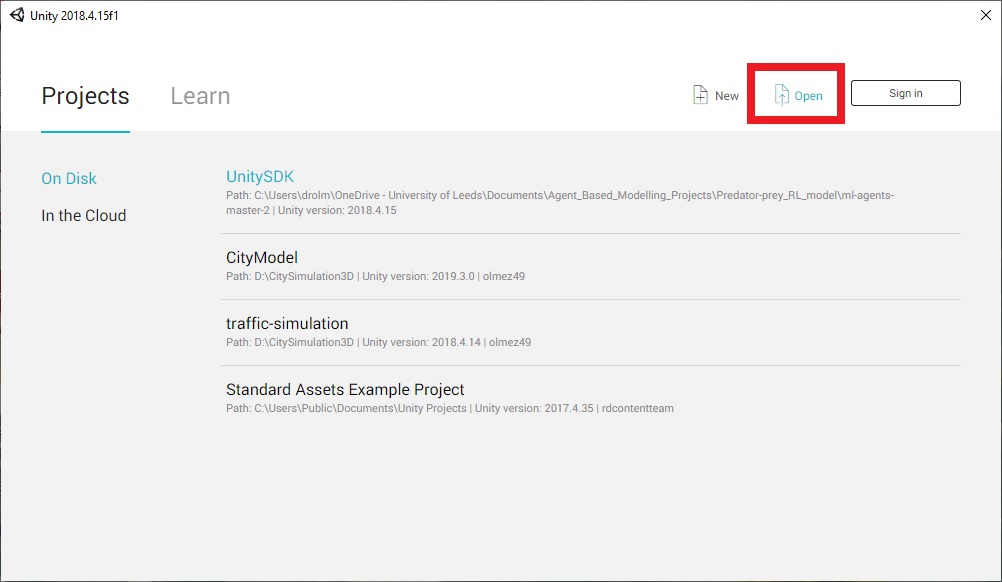 Unity 2018.4.15f1
Projects
Learn
New
Open
Sign in
On Disk
In the Cloud
UnitySDK
Path: C:\Users\drolm\OneDrive - University of Leeds\Documents\Agent_Based_Modelling_Projects\Predator-prey_RL_model\ml-agents-
master-2 | Unity version: 2018.4.15
CityModel
Path: D:\CitySimulation3D | Unity version: 2019.3.0 | olmez49
traffic-simulation
Path: D:\CitySimulation3D | Unity version: 2018.4.14 | olmez49
Standard Assets Example Project
Path: C:\Users\Public\Documents\Unity Projects | Unity version: 2017.4.35 | rdcontentteam